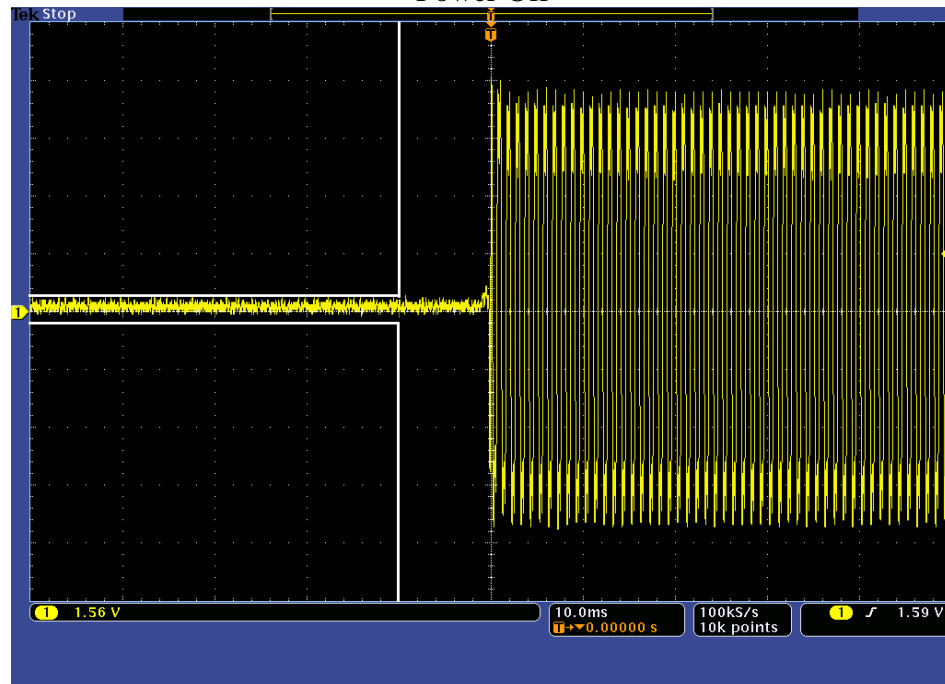 Tek Stop
T
T
1
1 1.56 V
10.0ms
T→▼0.00000 s
100kS/s
10k points
1 ʃ 1.59 V